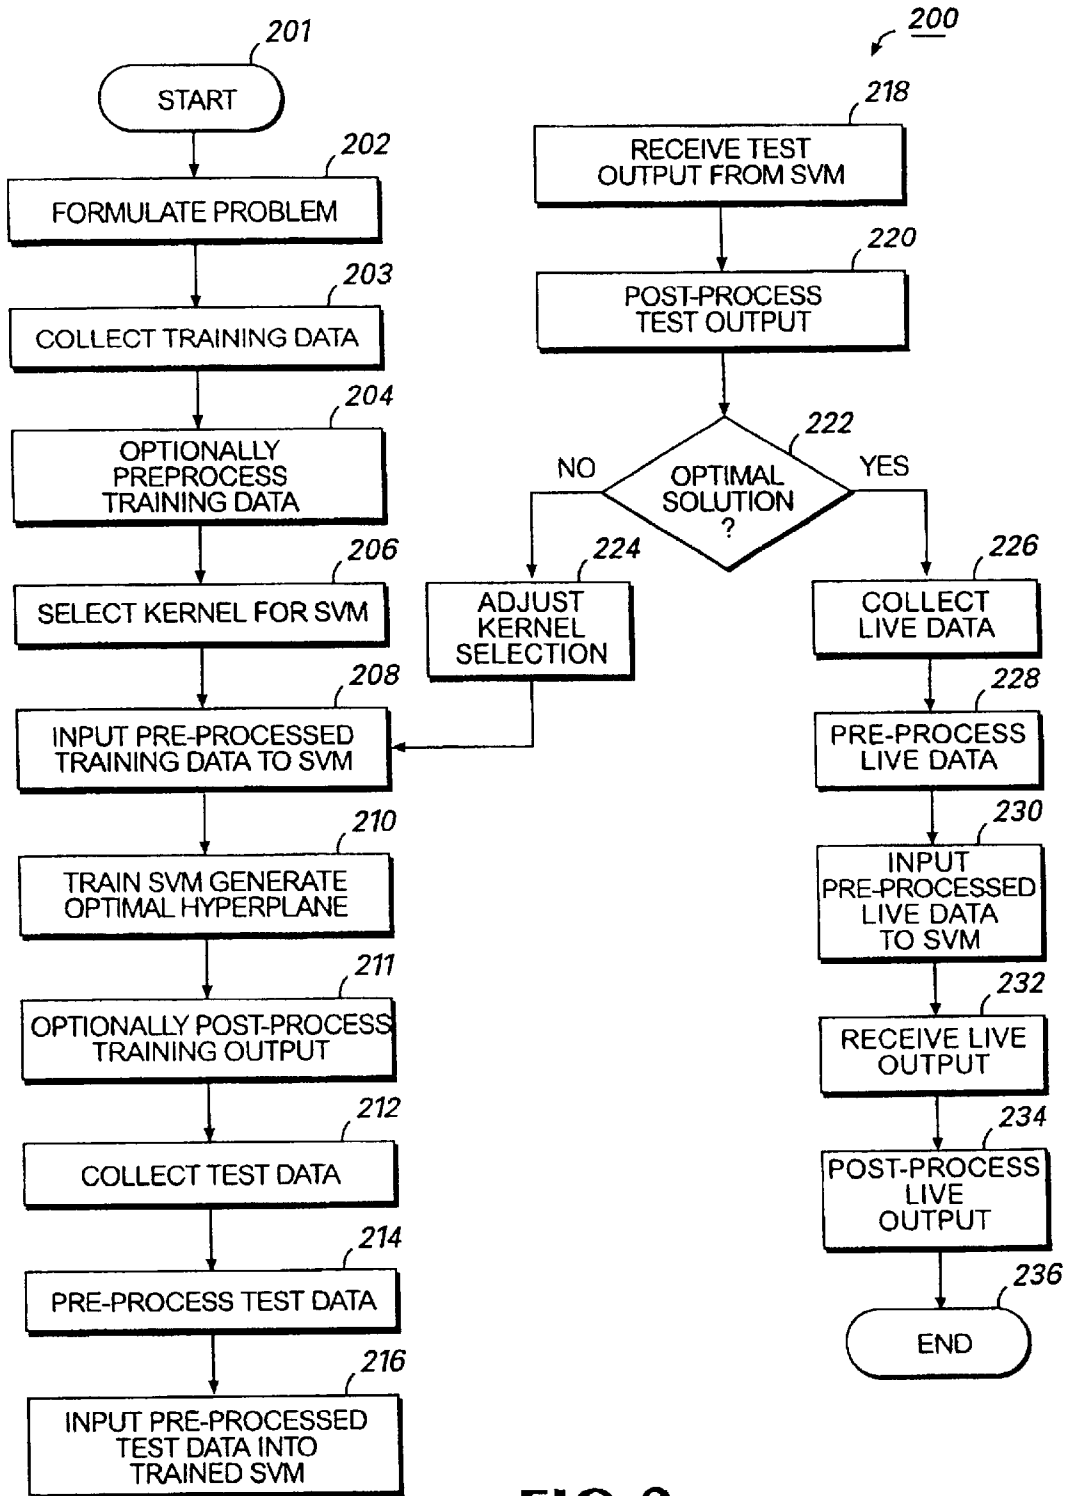 200
201
START
202
FORMULATE PROBLEM
203
COLLECT TRAINING DATA
204
OPTIONALLY
PREPROCESS
TRAINING DATA
206
SELECT KERNEL FOR SVM
208
INPUT PRE-PROCESSED
TRAINING DATA TO SVM
210
TRAIN SVM GENERATE
OPTIMAL HYPERPLANE
211
OPTIONALLY POST-PROCESS
TRAINING OUTPUT
212
COLLECT TEST DATA
214
PRE-PROCESS TEST DATA
216
INPUT PRE-PROCESSED
TEST DATA INTO
TRAINED SVM
218
RECEIVE TEST
OUTPUT FROM SVM
220
POST-PROCESS
TEST OUTPUT
222
OPTIMAL
SOLUTION
?
NO
YES
224
ADJUST
KERNEL
SELECTION
226
COLLECT
LIVE DATA
228
PRE-PROCESS
LIVE DATA
230
INPUT
PRE-PROCESSED
LIVE DATA
TO SVM
232
RECEIVE LIVE
OUTPUT
234
POST-PROCESS
LIVE
OUTPUT
236
END